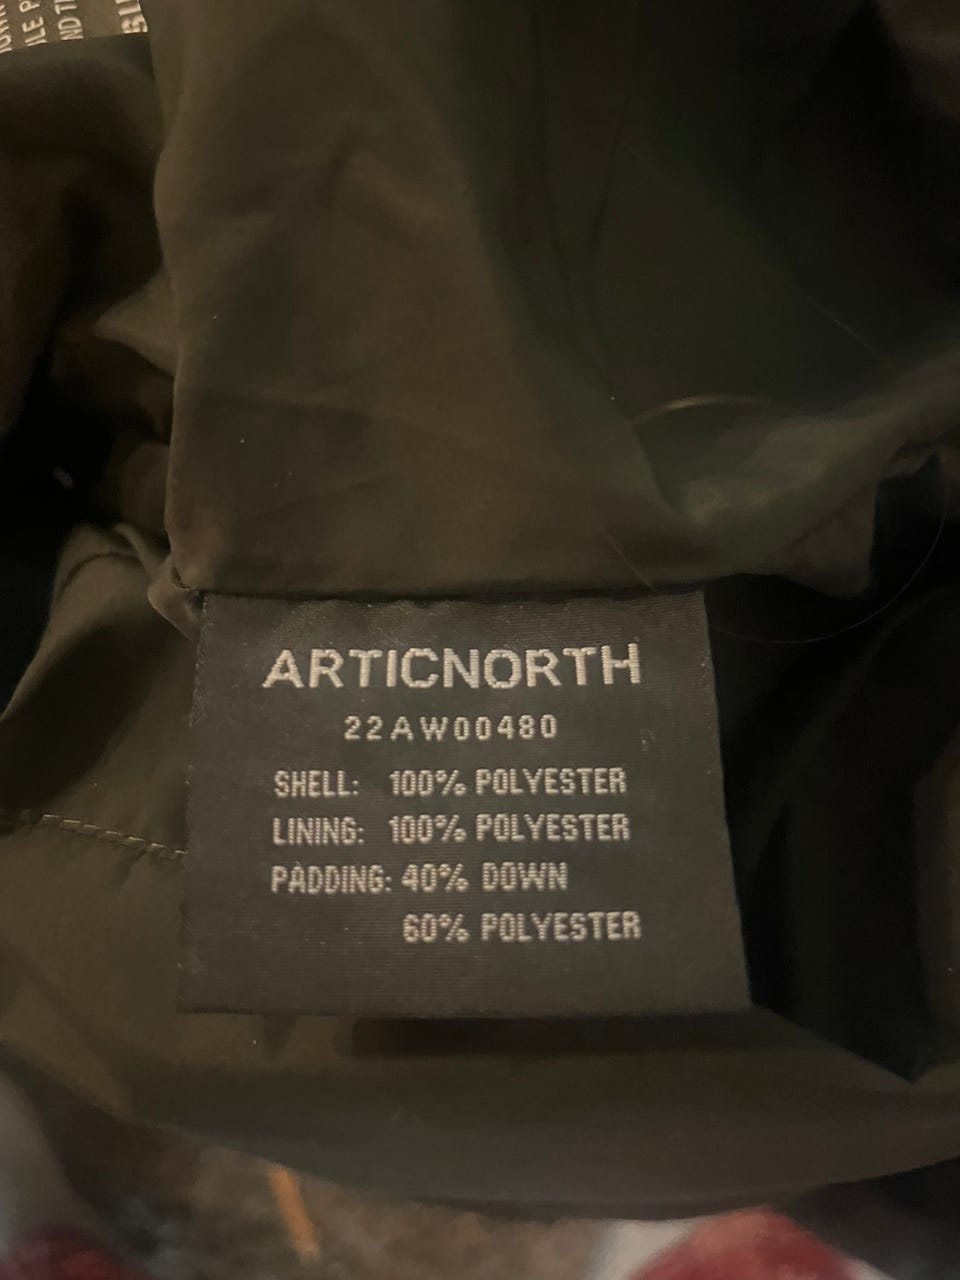 ARTICNORTH
22AW00480
SHELL: 100% POLYESTER
LINING: 100% POLYESTER
PADDING: 40% DOWN
60% POLYESTER